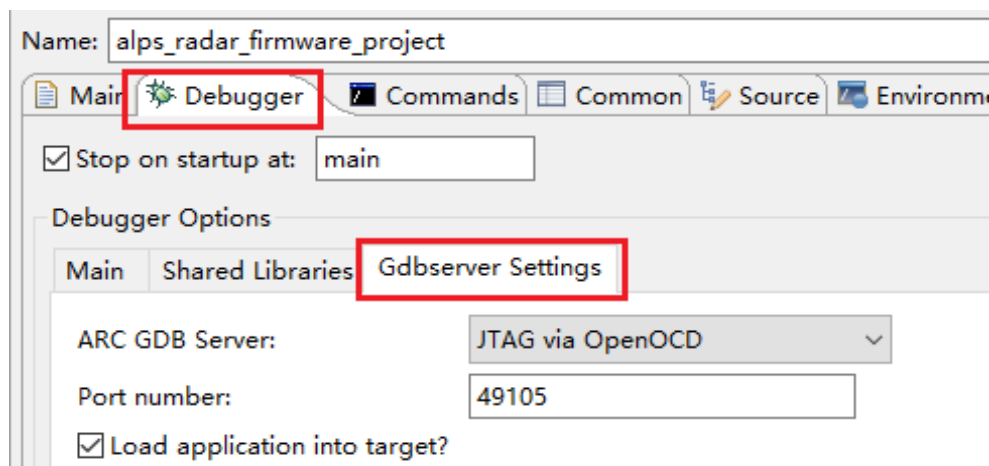 Name: alps_radar_firmware_project
Main Debugger Commands Common Source Environme
Stop on startup at: main
Debugger Options
Main Shared Libraries Gdbserver Settings
ARC GDB Server: JTAG via OpenOCD
Port number: 49105
Load application into target?